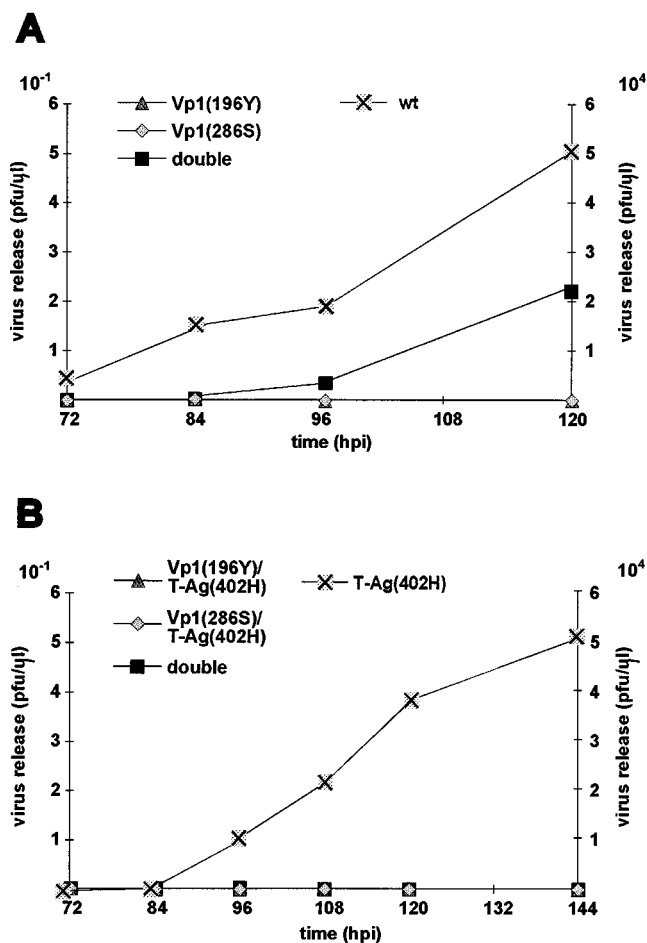 A
10-1
104
Vp1(196Y)
wt
Vp1(286S)
double
virus release (pfu/µl)
6
5
4
3
2
1
6
5
4
3
2
1
virus release (pfu/µl)
72 84 96 108 120
time (hpi)
B
10-1
104
Vp1(196Y)/
T-Ag(402H)
T-Ag(402H)
Vp1(286S)/
T-Ag(402H)
double
virus release (pfu/µl)
6
5
4
3
2
1
6
5
4
3
2
1
virus release (pfu/µl)
72 84 96 108 120 132 144
time (hpi)